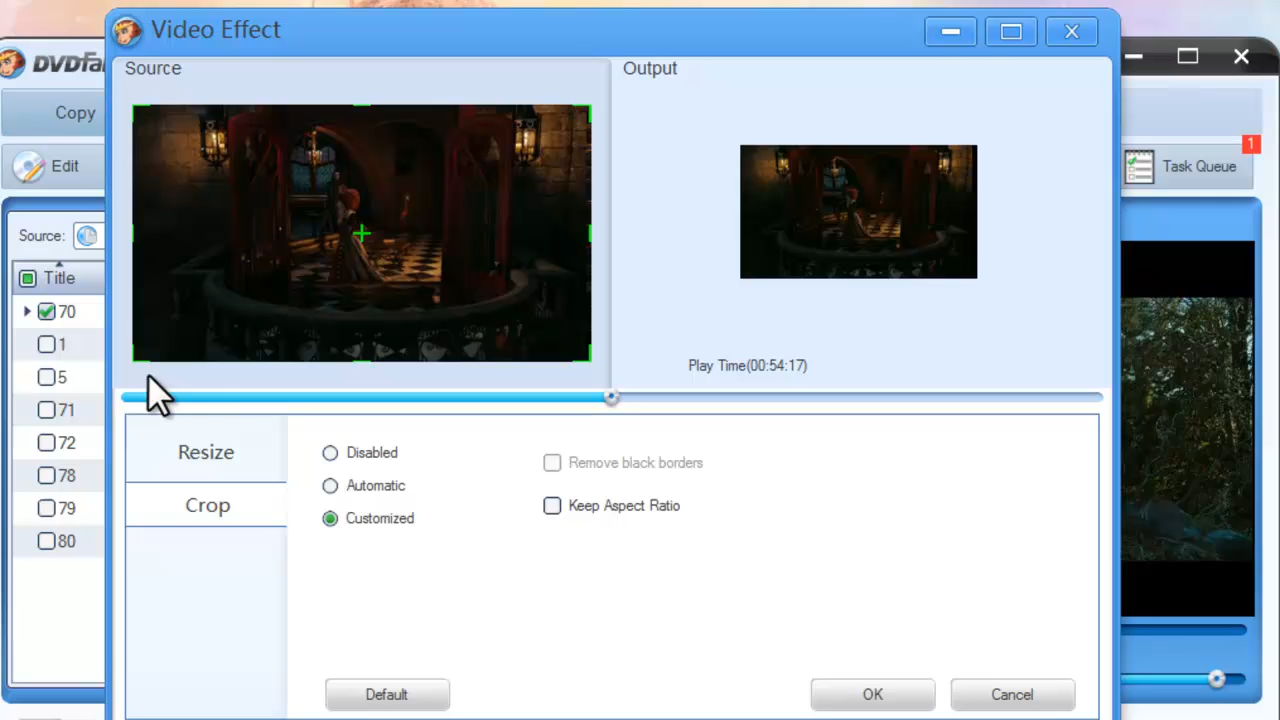 Video Effect
DVDFa
Source
Output
Copy
Edit
1
Task Queue
Source:
Title
70
1
5
71
72
78
79
80
Play Time(00:54:17)
Resize
Crop
Disabled
Automatic
Customized
Remove black borders
Keep Aspect Ratio
Default
OK
Cancel